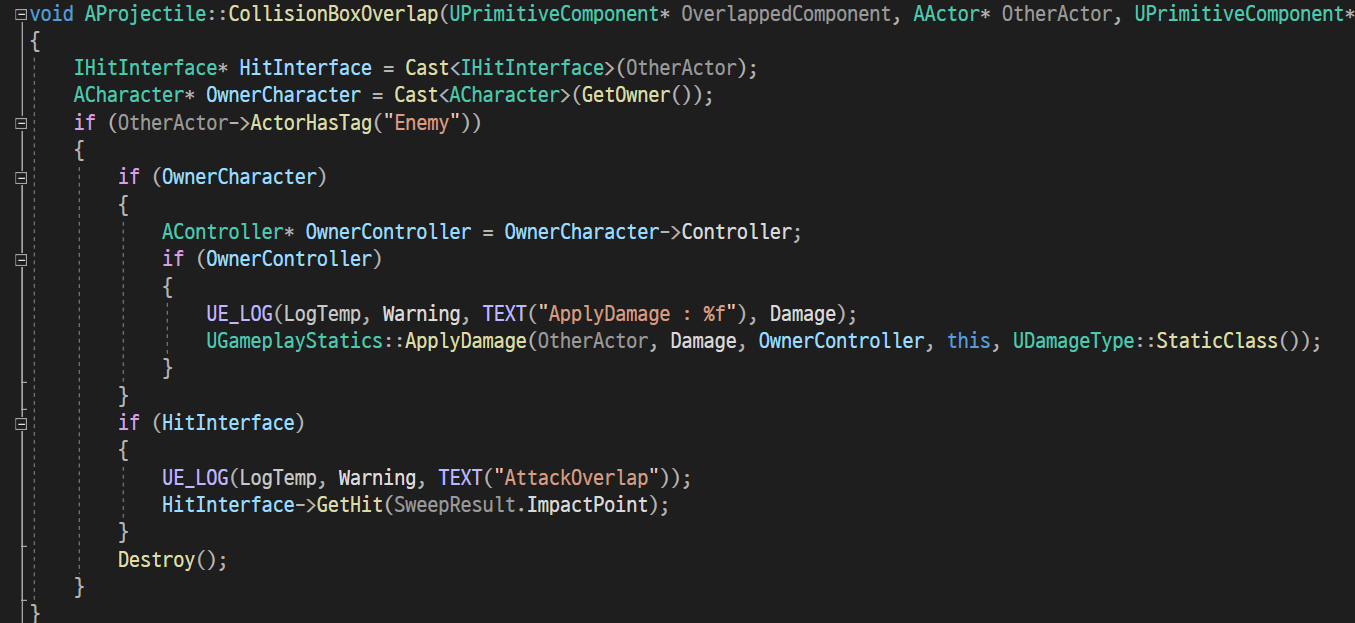 void AProjectile::CollisionBoxOverlap(UPrimitiveComponent* OverlappedComponent, AActor* OtherActor, UPrimitiveComponent*
{
    IHitInterface* HitInterface = Cast<IHitInterface>(OtherActor);
    ACharacter* OwnerCharacter = Cast<ACharacter>(GetOwner());
    if (OtherActor->ActorHasTag("Enemy"))
    {
        if (OwnerCharacter)
        {
            AController* OwnerController = OwnerCharacter->Controller;
            if (OwnerController)
            {
                UE_LOG(LogTemp, Warning, TEXT("ApplyDamage : %f"), Damage);
                UGameplayStatics::ApplyDamage(OtherActor, Damage, OwnerController, this, UDamageType::StaticClass());
            }
        }
        if (HitInterface)
        {
            UE_LOG(LogTemp, Warning, TEXT("AttackOverlap"));
            HitInterface->GetHit(SweepResult.ImpactPoint);
        }
        Destroy();
    }
}